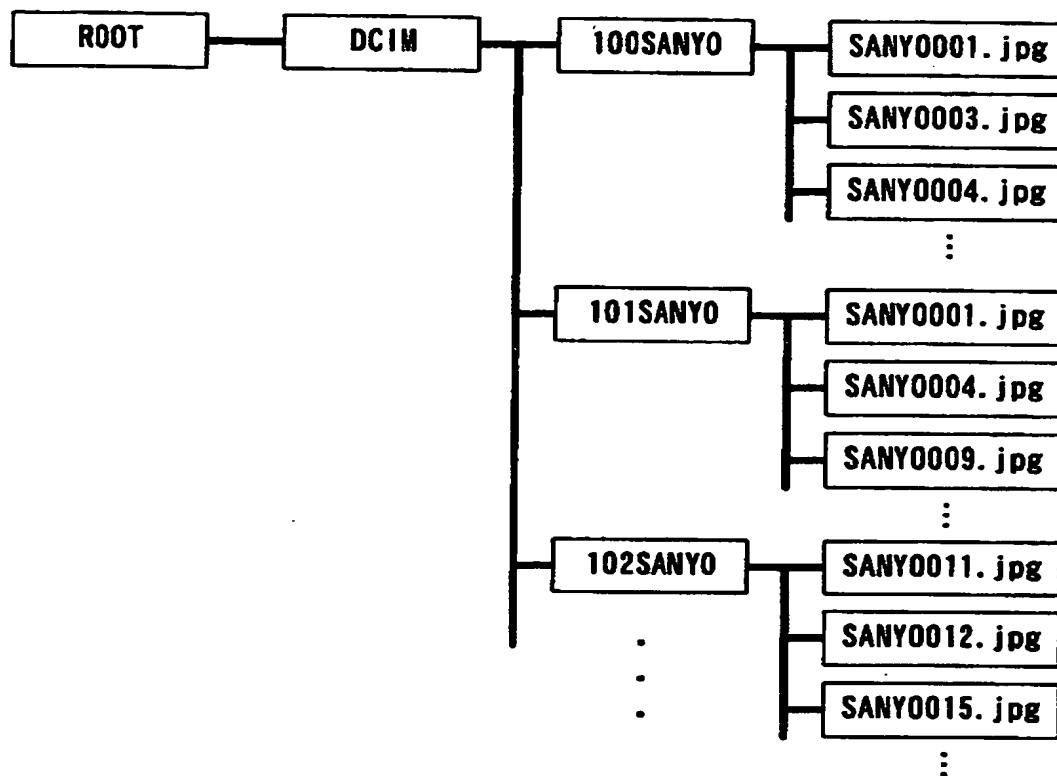 ROOT
DCIM
100SANYO
SANY0001.jpg
SANY0003.jpg
SANY0004.jpg
101SANYO
SANY0001.jpg
SANY0004.jpg
SANY0009.jpg
102SANYO
SANY0011.jpg
SANY0012.jpg
SANY0015.jpg